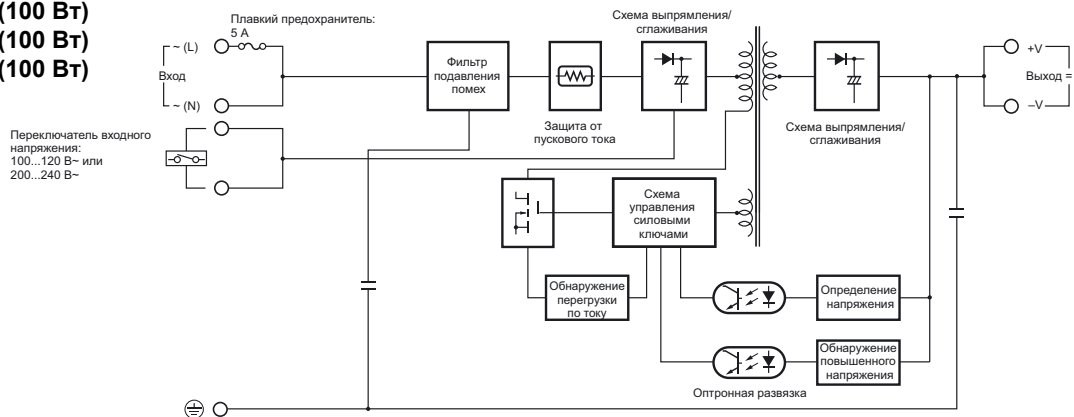 (100 Вт)
(100 Вт)
(100 Вт)
Плавкий предохранитель:
5 А
~ (L)
Вход
~ (N)
Переключатель входного
напряжения:
100...120 В~ или
200...240 В~
Фильтр
подавления
помех
Защита от
пускового тока
Схема выпрямления/
сглаживания
Схема выпрямления/
сглаживания
+V
Выход =
–V
Схема
управления
силовыми
ключами
Обнаружение
перегрузки
по току
Определение
напряжения
Обнаружение
повышенного
напряжения
Оптронная развязка